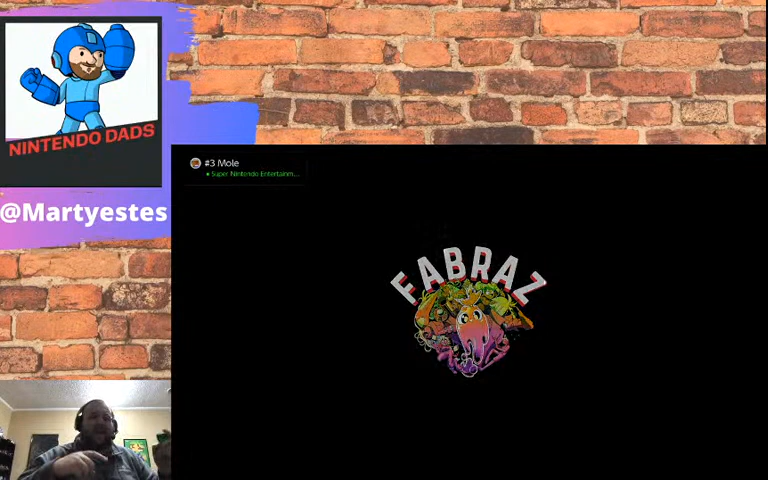 NINTENDO DADS
@Martyestes
#3 Mole
Super Nintendo Entertainm...
FABRAZ